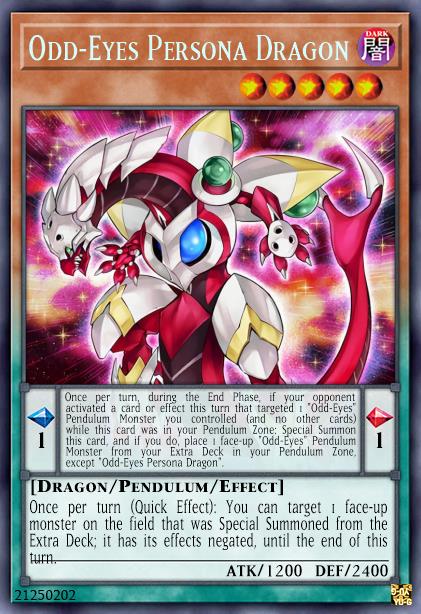 ODD-EYES PERSONA DRAGON
DARK
闇
Once per turn, during the End Phase, if your opponent
activated a card or effect this turn that targeted 1 "Odd-Eyes"
Pendulum Monster you controlled (and no other cards)
while this card was in your Pendulum Zone: Special Summon
this card, and if you do, place 1 face-up "Odd-Eyes" Pendulum
Monster from your Extra Deck in your Pendulum Zone,
except "Odd-Eyes Persona Dragon".
1
1
[DRAGON/PENDULUM/EFFECT]
Once per turn (Quick Effect): You can target 1 face-up
monster on the field that was Special Summoned from the
Extra Deck; it has its effects negated, until the end of this
turn.
ATK/1200 DEF/2400
21250202